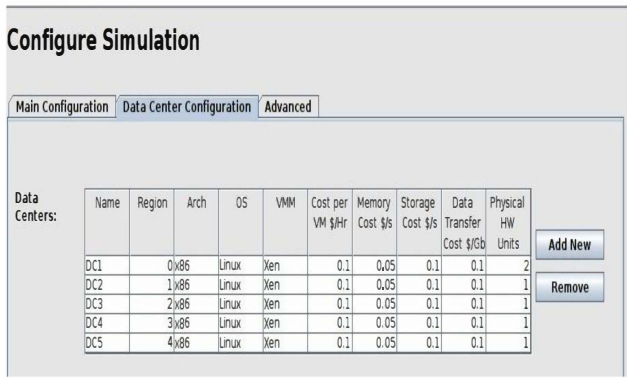 Configure Simulation
Main Configuration Data Center Configuration Advanced
Data Centers:
Name Region Arch OS VMM Cost per VM $/Hr Memory Cost $/s Storage Cost $/s Data Transfer Cost $/Gb Physical HW Units
DC1 0 x86 Linux Xen 0.1 0.05 0.1 0.1 2
DC2 1 x86 Linux Xen 0.1 0.05 0.1 0.1 1
DC3 2 x86 Linux Xen 0.1 0.05 0.1 0.1 1
DC4 3 x86 Linux Xen 0.1 0.05 0.1 0.1 1
DC5 4 x86 Linux Xen 0.1 0.05 0.1 0.1 1
Add New
Remove